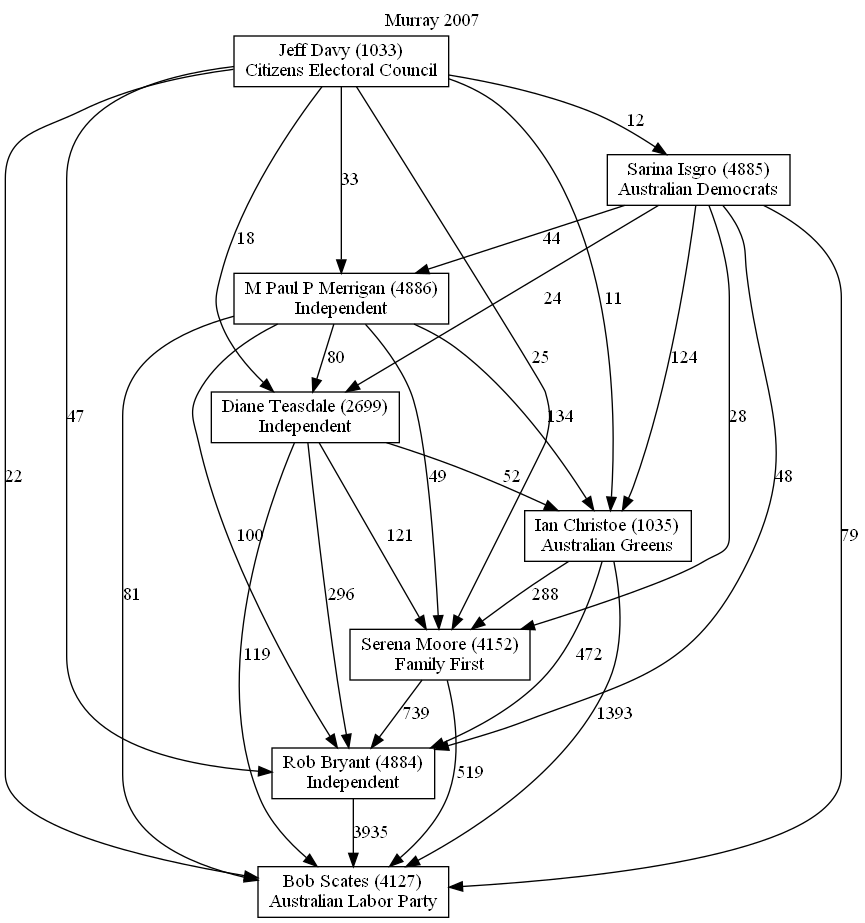 Murray 2007
Jeff Davy (1033)
Citizens Electoral Council
12
Sarina Isgro (4885)
Australian Democrats
33
18
44
M Paul P Merrigan (4886)
Independent
24
11
80
25
124
Diane Teasdale (2699)
Independent
47
134
28
22
49
52
48
Ian Christoe (1035)
Australian Greens
100
121
79
81
296
288
Serena Moore (4152)
Family First
119
472
739
1393
Rob Bryant (4884)
Independent
519
3935
Bob Scates (4127)
Australian Labor Party